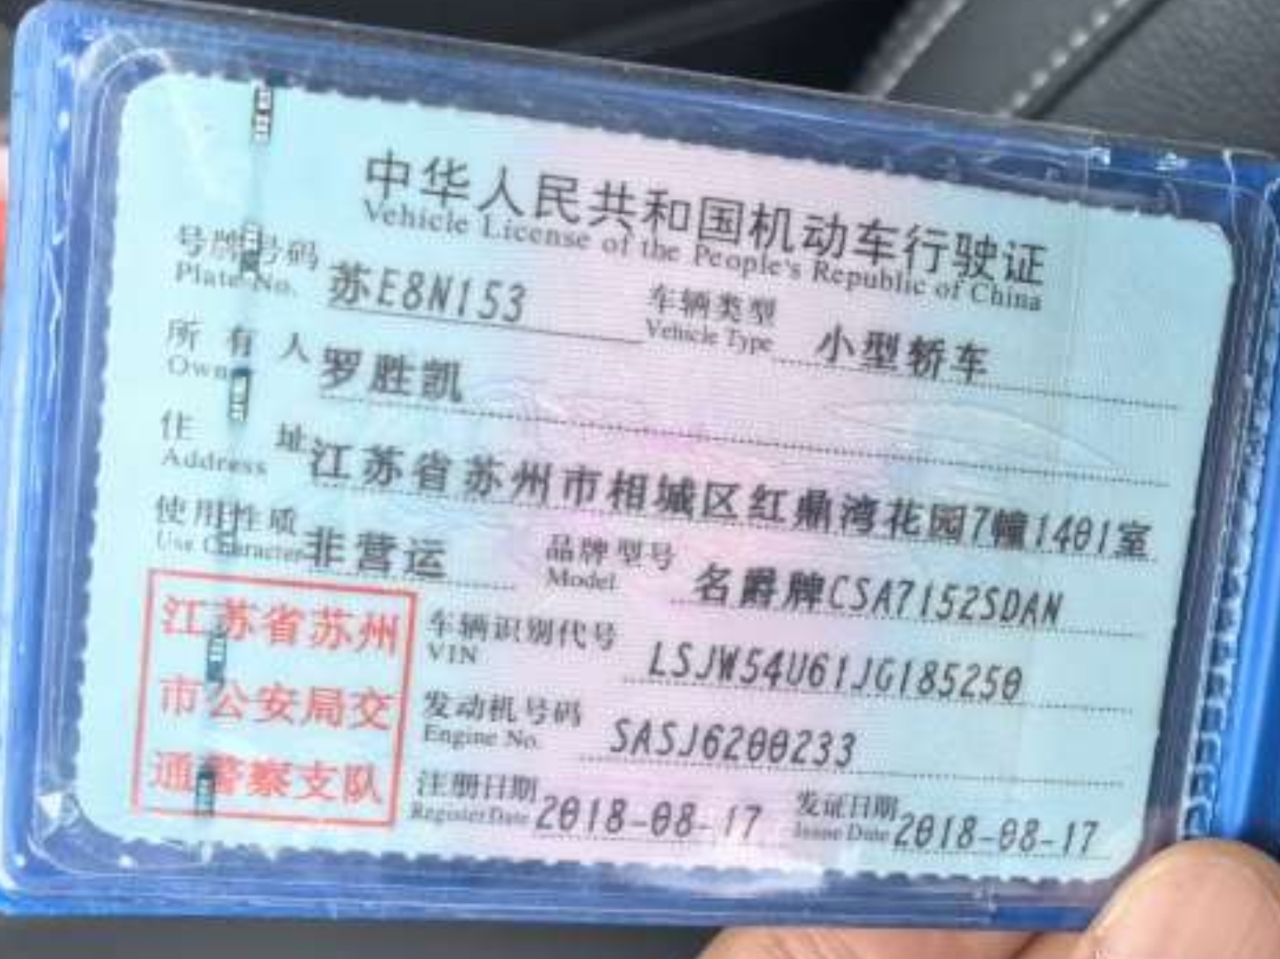 中华人民共和国机动车行驶证
Vehicle License of the People's Republic of China
号牌号码 苏E8N153 车辆类型 小型轿车
Plate No. Vehicle Type
所有人 罗胜凯
Owner
住址 江苏省苏州市相城区红鼎湾花园7幢1401室
Address
使用性质 非营运 品牌型号 名爵牌CSA7152SDAN
Use Character Model
江苏省苏州
市公安局交
通警察支队
车辆识别代号 LSJW54U61JG185250
VIN
发动机号码 SASJ6200233
Engine No.
注册日期 2018-08-17 发证日期 2018-08-17
Register Date Issue Date